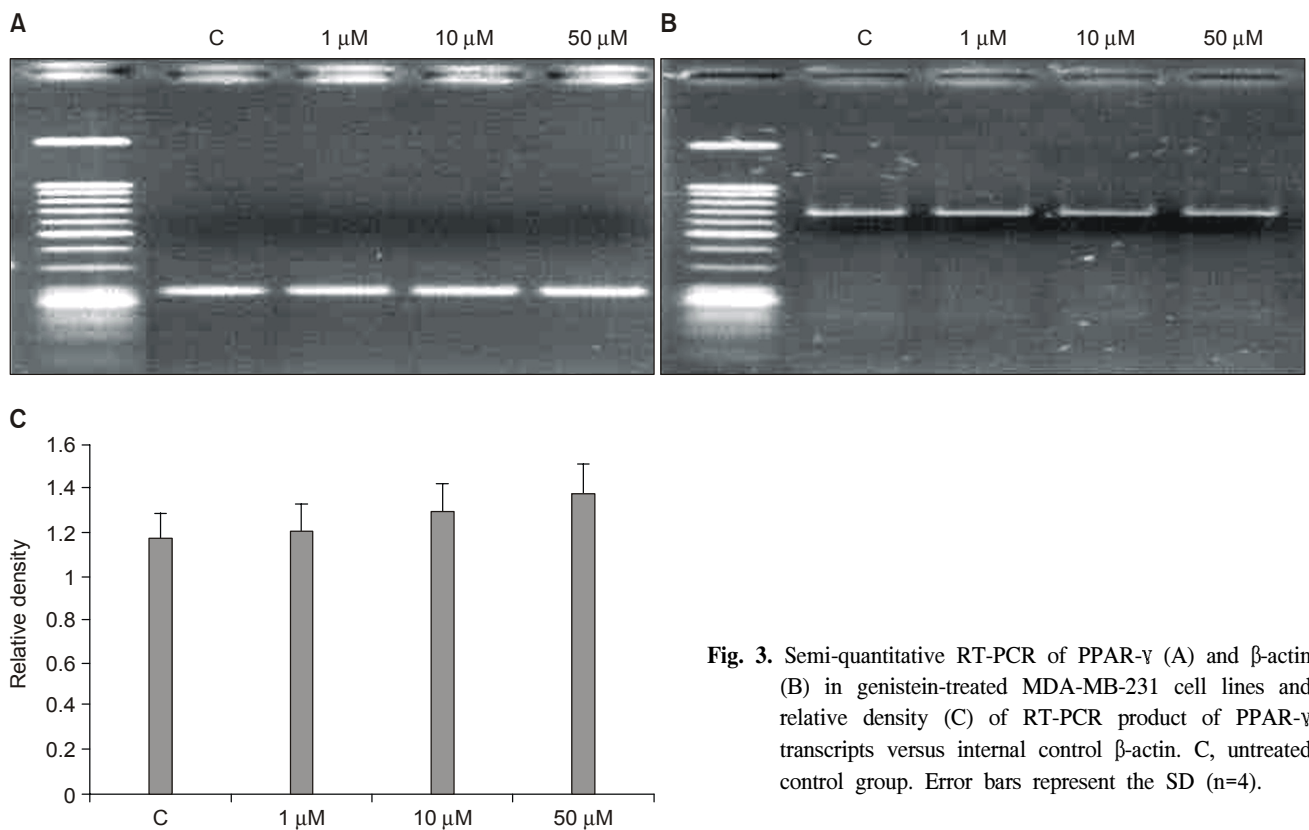 A
C 1 μM 10 μM 50 μM
B
C 1 μM 10 μM 50 μM
C
Relative density
1.6
1.4
1.2
1
0.8
0.6
0.4
0.2
0
C 1 μM 10 μM 50 μM
Fig. 3. Semi-quantitative RT-PCR of PPAR-γ (A) and β-actin
(B) in genistein-treated MDA-MB-231 cell lines and
relative density (C) of RT-PCR product of PPAR-γ
transcripts versus internal control β-actin. C, untreated
control group. Error bars represent the SD (n=4).